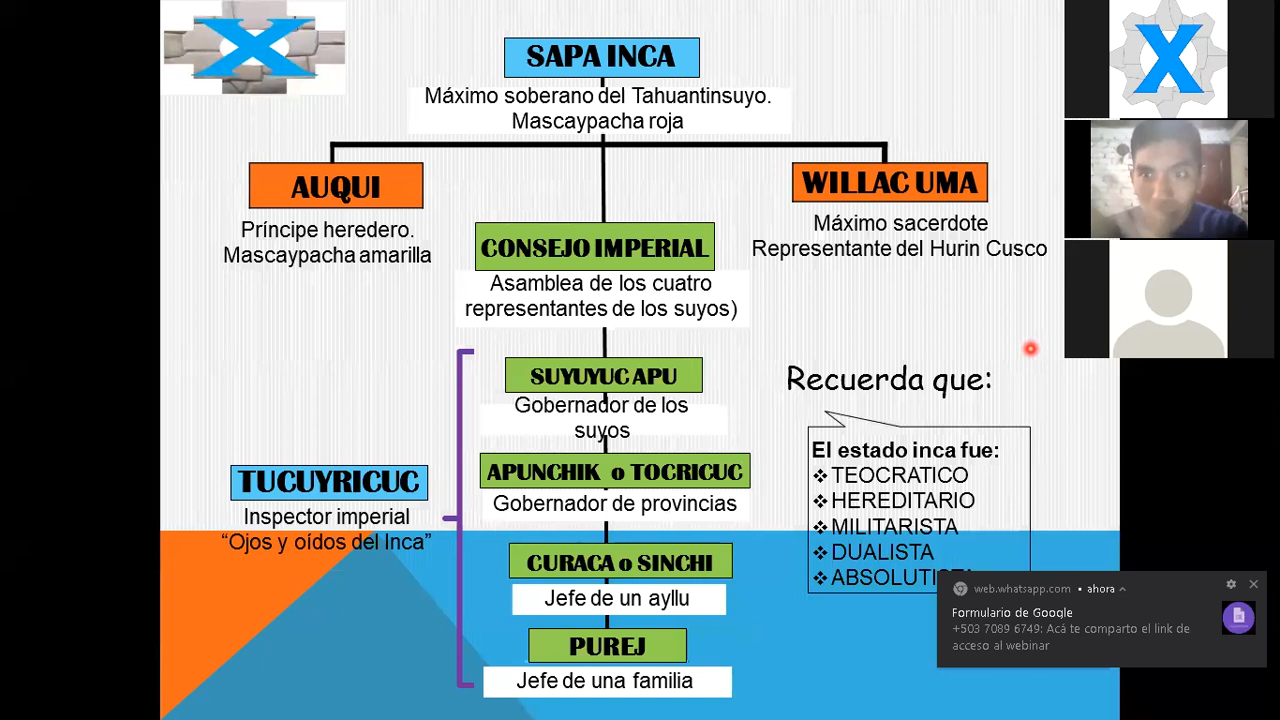 SAPA INCA
Máximo soberano del Tahuantinsuyo.
Mascaypacha roja
AUQUI
Príncipe heredero.
Mascaypacha amarilla
WILLAC UMA
Máximo sacerdote
Representante del Hurin Cusco
CONSEJO IMPERIAL
Asamblea de los cuatro
representantes de los suyos)
SUYUYUC APU
Gobernador de los
suyos
APUNCHIK o TOCRICUC
Gobernador de provincias
CURACA o SINCHI
Jefe de un ayllu
PUREJ
Jefe de una familia
TUCUYRICUC
Inspector imperial
“Ojos y oídos del Inca”
Recuerda que:
El estado inca fue:
❖TEOCRATICO
❖HEREDITARIO
❖MILITARISTA
❖DUALISTA
❖ABSOLUTISTA
web.whatsapp.com • ahora
Formulario de Google
+503 7089 6749: Acá te comparto el link de
acceso al webinar
X
X